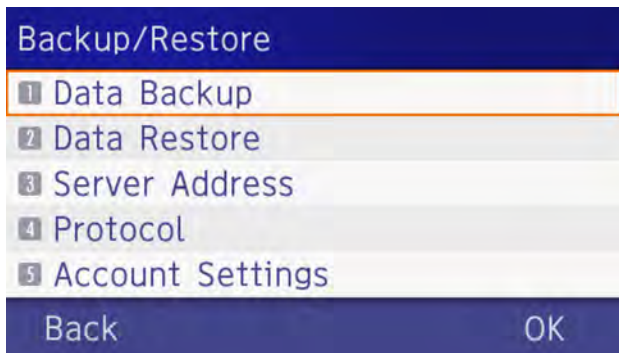 Backup/Restore
1 Data Backup
2 Data Restore
3 Server Address
4 Protocol
5 Account Settings
Back OK